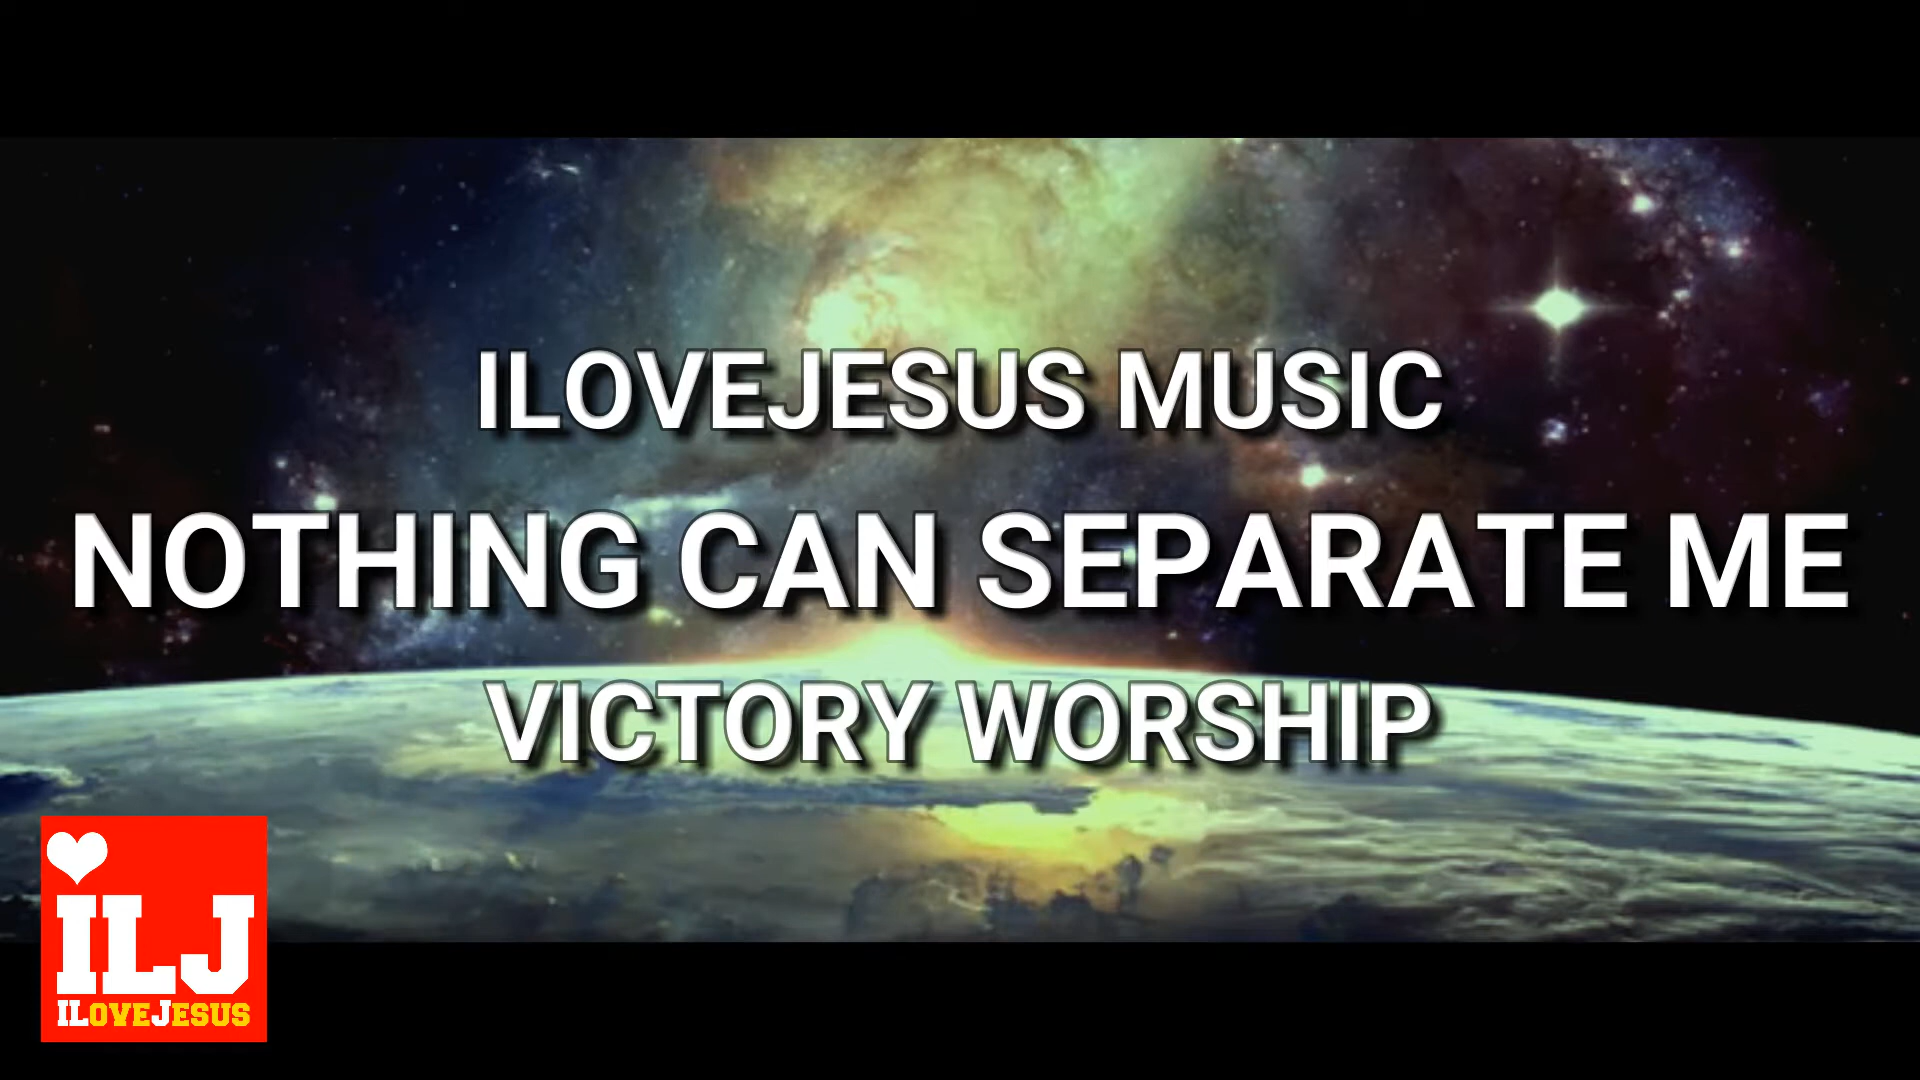 ILOVEJESUS MUSIC
NOTHING CAN SEPARATE ME
VICTORY WORSHIP
ILJ
ILOVEJESUS